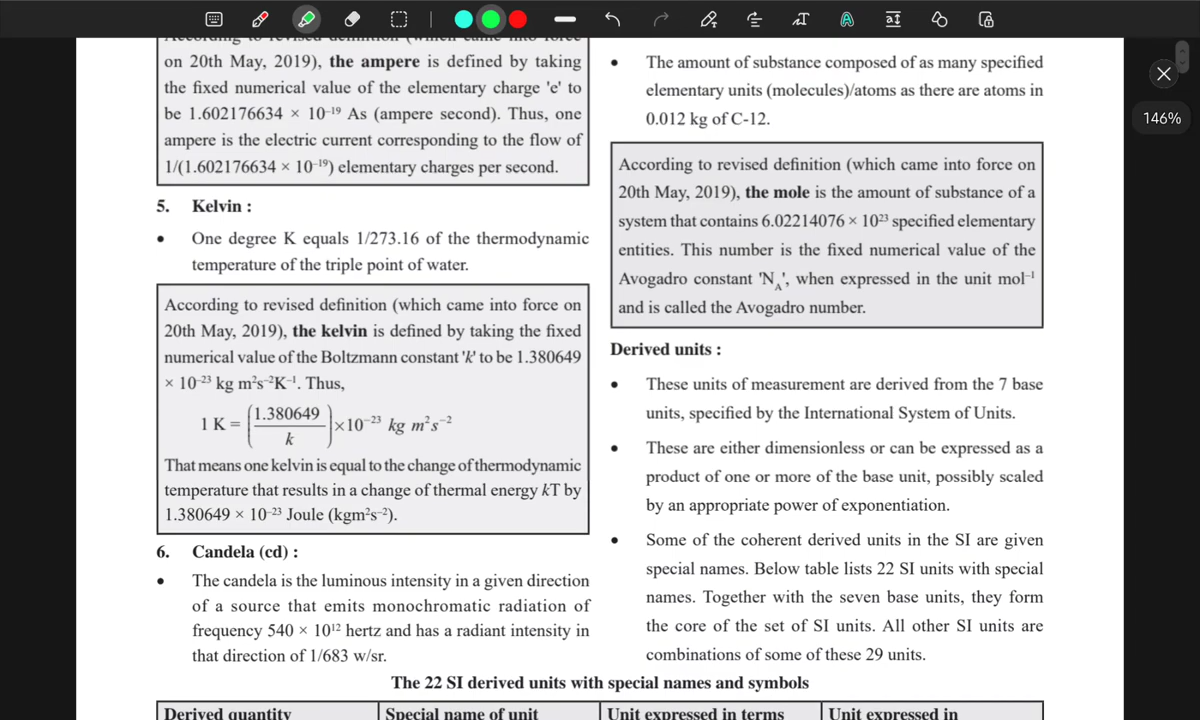 146%
on 20th May, 2019), the ampere is defined by taking
the fixed numerical value of the elementary charge 'e' to
be 1.602176634 × 10⁻¹⁹ As (ampere second). Thus, one
ampere is the electric current corresponding to the flow of
1/(1.602176634 × 10⁻¹⁹) elementary charges per second.
5. Kelvin :
• One degree K equals 1/273.16 of the thermodynamic
temperature of the triple point of water.
According to revised definition (which came into force on
20th May, 2019), the kelvin is defined by taking the fixed
numerical value of the Boltzmann constant 'k' to be 1.380649
× 10⁻²³ kg m²s⁻²K⁻¹. Thus,
1 K = (1.380649 / k) ×10⁻²³ kg m²s⁻²
That means one kelvin is equal to the change of thermodynamic
temperature that results in a change of thermal energy kT by
1.380649 × 10⁻²³ Joule (kgm²s⁻²).
6. Candela (cd) :
• The candela is the luminous intensity in a given direction
of a source that emits monochromatic radiation of
frequency 540 × 10¹² hertz and has a radiant intensity in
that direction of 1/683 w/sr.
• The amount of substance composed of as many specified
elementary units (molecules)/atoms as there are atoms in
0.012 kg of C-12.
According to revised definition (which came into force on
20th May, 2019), the mole is the amount of substance of a
system that contains 6.02214076 × 10²³ specified elementary
entities. This number is the fixed numerical value of the
Avogadro constant 'N_A', when expressed in the unit mol⁻¹
and is called the Avogadro number.
Derived units :
• These units of measurement are derived from the 7 base
units, specified by the International System of Units.
• These are either dimensionless or can be expressed as a
product of one or more of the base unit, possibly scaled
by an appropriate power of exponentiation.
• Some of the coherent derived units in the SI are given
special names. Below table lists 22 SI units with special
names. Together with the seven base units, they form
the core of the set of SI units. All other SI units are
combinations of some of these 29 units.
The 22 SI derived units with special names and symbols
Derived quantity
Special name of unit
Unit expressed in terms
Unit expressed in